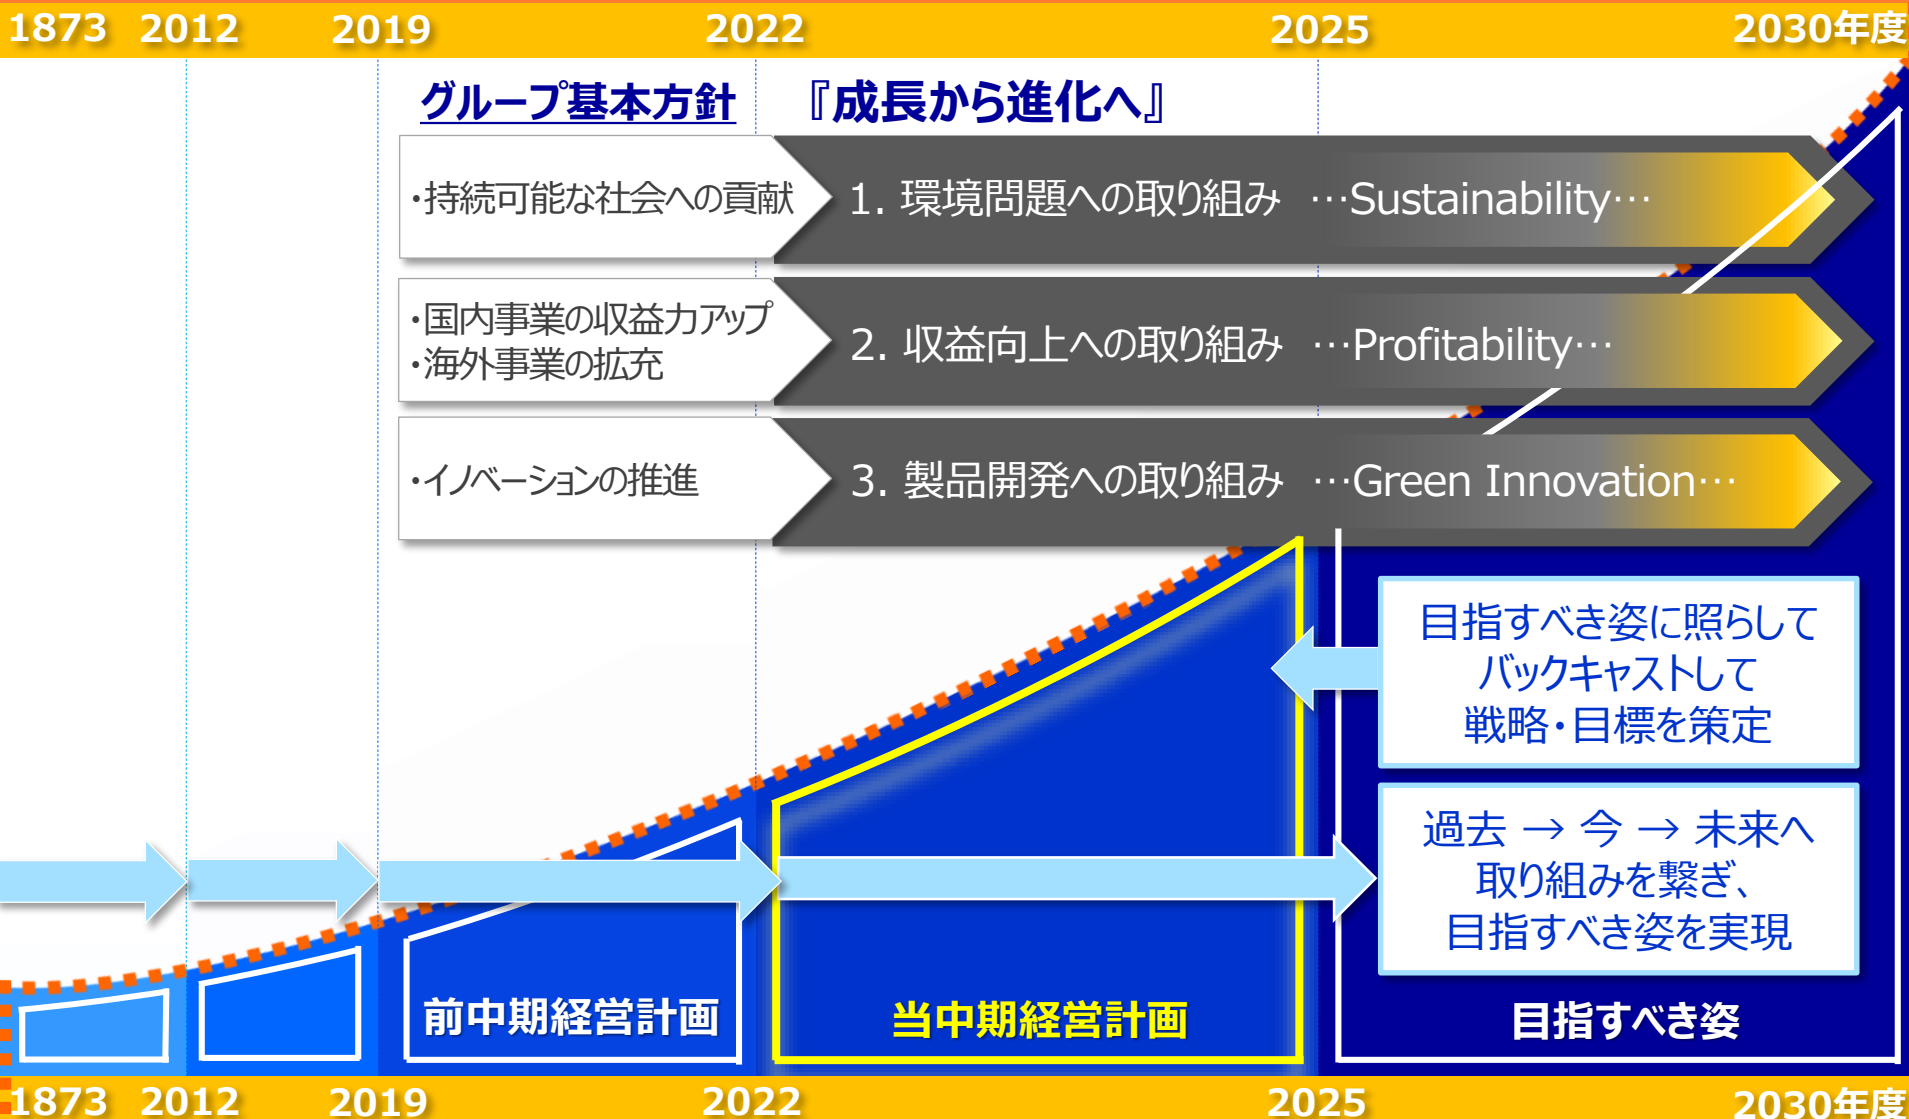 1873 2012 2019 2022 2025 2030年度
グループ基本方針 『成長から進化へ』
・持続可能な社会への貢献
1. 環境問題への取り組み …Sustainability…
・国内事業の収益力アップ
・海外事業の拡充
2. 収益向上への取り組み …Profitability…
・イノベーションの推進
3. 製品開発への取り組み …Green Innovation…
目指すべき姿に照らして
バックキャストして
戦略・目標を策定
過去 → 今 → 未来へ
取り組みを繋ぎ、
目指すべき姿を実現
前中期経営計画 当中期経営計画 目指すべき姿
1873 2012 2019 2022 2025 2030年度